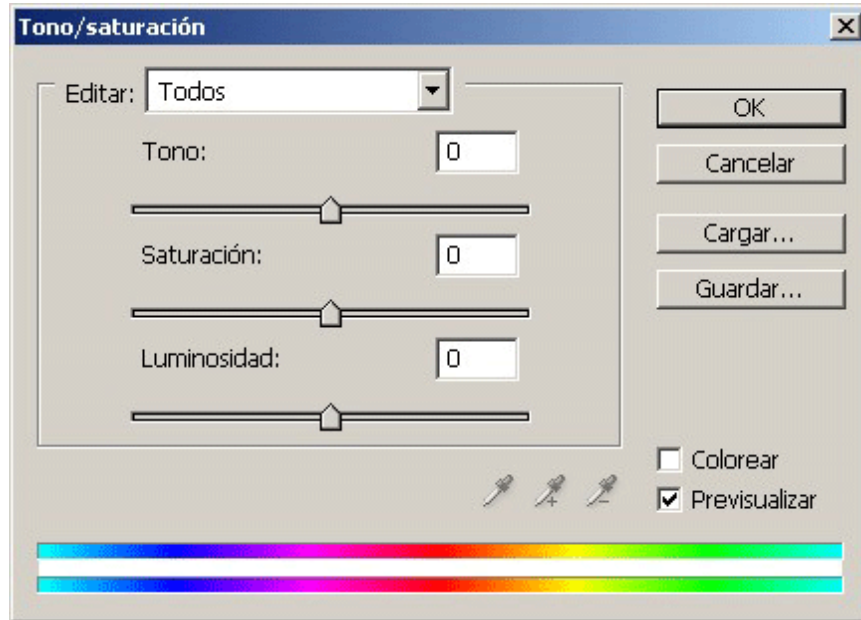 Tono/saturación
Editar: Todos
Tono: 0
Saturación: 0
Luminosidad: 0
OK
Cancelar
Cargar...
Guardar...
Colorear
Previsualizar